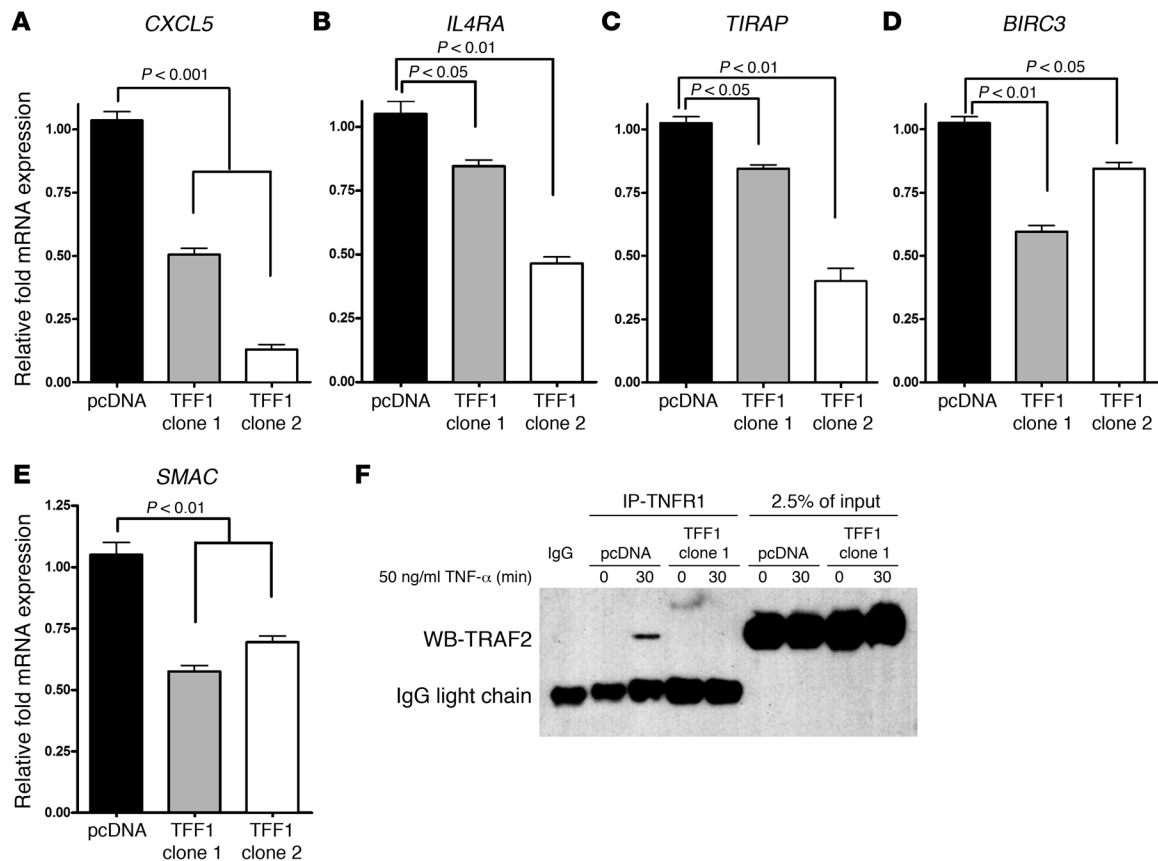 A
CXCL5
P < 0.001
Relative fold mRNA expression
1.00
0.75
0.50
0.25
0.00
pcDNA
TFF1
clone 1
TFF1
clone 2
B
IL4RA
P < 0.01
P < 0.05
1.00
0.75
0.50
0.25
0.00
pcDNA
TFF1
clone 1
TFF1
clone 2
C
TIRAP
P < 0.01
P < 0.05
1.00
0.75
0.50
0.25
0.00
pcDNA
TFF1
clone 1
TFF1
clone 2
D
BIRC3
P < 0.05
P < 0.01
1.00
0.75
0.50
0.25
0.00
pcDNA
TFF1
clone 1
TFF1
clone 2
E
SMAC
P < 0.01
Relative fold mRNA expression
1.25
1.00
0.75
0.50
0.25
0.00
pcDNA
TFF1
clone 1
TFF1
clone 2
F
IP-TNFR1 2.5% of input
IgG pcDNA TFF1 clone 1 pcDNA TFF1 clone 1
50 ng/ml TNF-α (min) 0 30 0 30 0 30 0 30
WB-TRAF2
IgG light chain